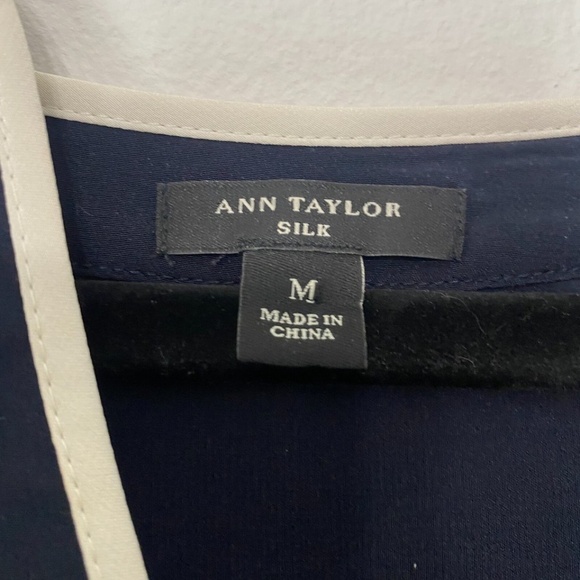 ANN TAYLOR
SILK
M
MADE IN
CHINA